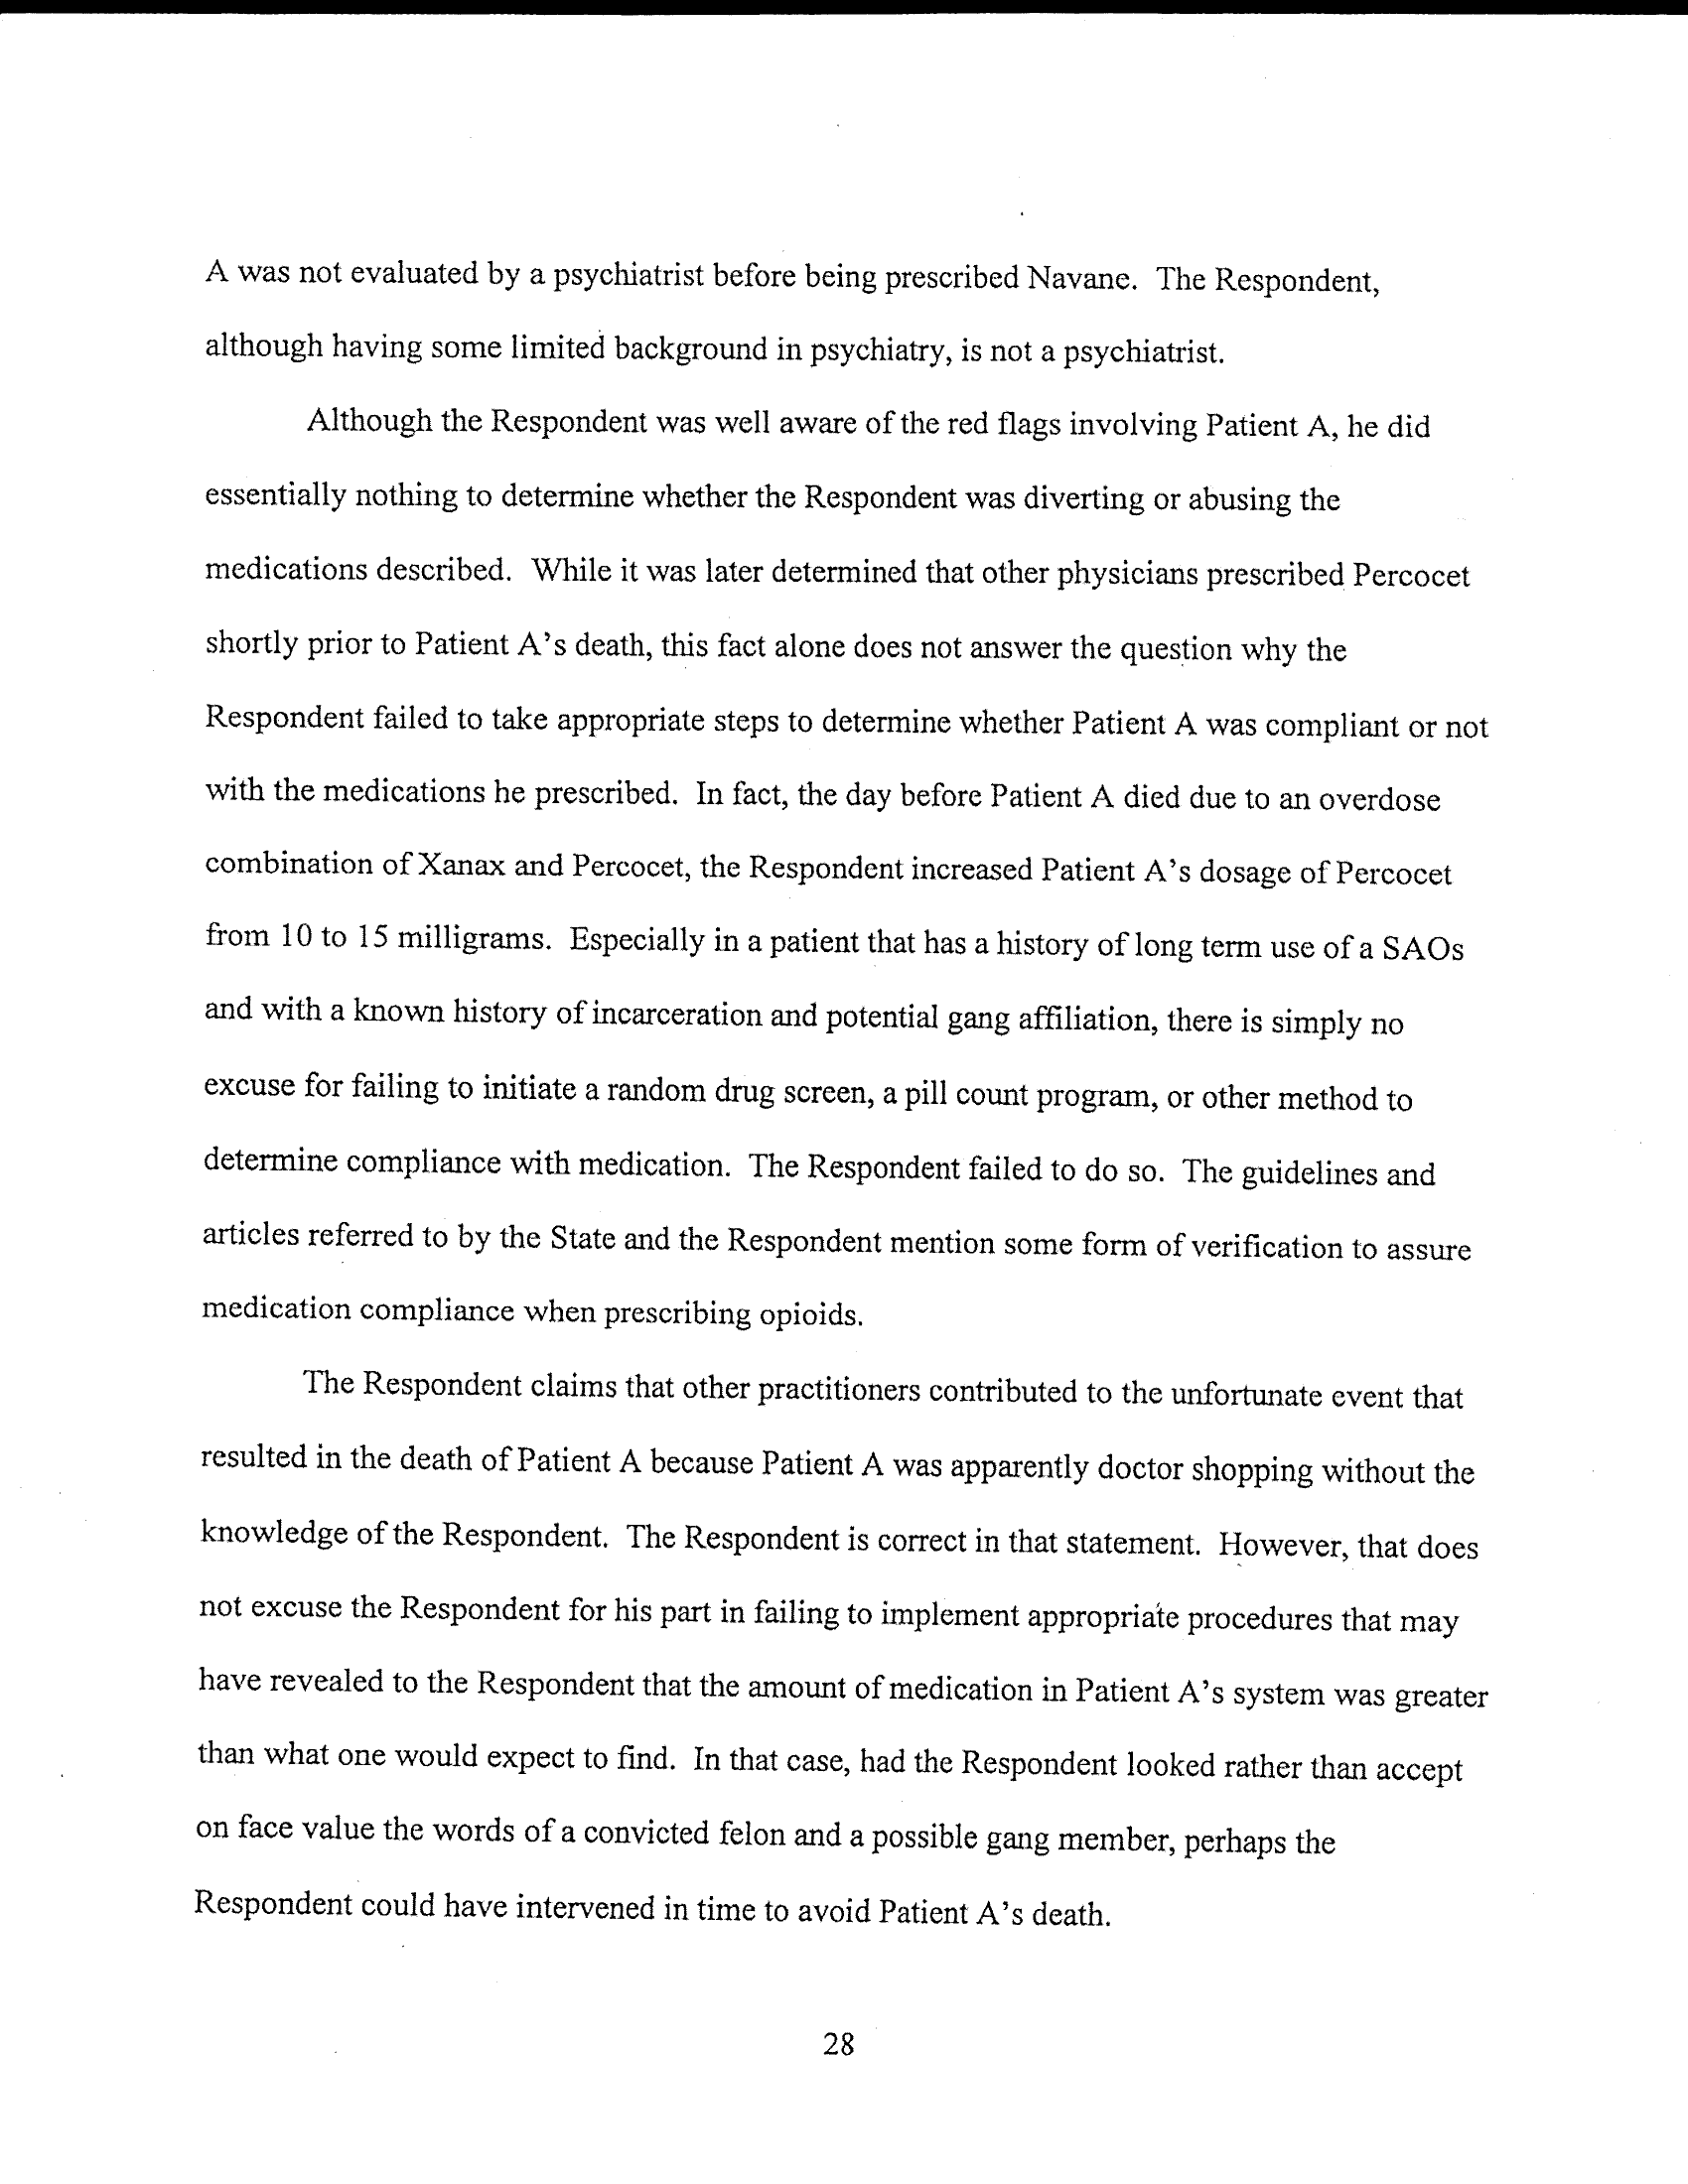 A was not evaluated by a psychiatrist before being prescribed Navane.  The Respondent,
although having some limited background in psychiatry, is not a psychiatrist.
Although the Respondent was well aware of the red flags involving Patient A, he did
essentially nothing to determine whether the Respondent was diverting or abusing the
medications described.  While it was later determined that other physicians prescribed Percocet
shortly prior to Patient A's death, this fact alone does not answer the question why the
Respondent failed to take appropriate steps to determine whether Patient A was compliant or not
with the medications he prescribed.  In fact, the day before Patient A died due to an overdose
combination of Xanax and Percocet, the Respondent increased Patient A's dosage of Percocet
from 10 to 15 milligrams.  Especially in a patient that has a history of long term use of a SAOs
and with a known history of incarceration and potential gang affiliation, there is simply no
excuse for failing to initiate a random drug screen, a pill count program, or other method to
determine compliance with medication.  The Respondent failed to do so.  The guidelines and
articles referred to by the State and the Respondent mention some form of verification to assure
medication compliance when prescribing opioids.
The Respondent claims that other practitioners contributed to the unfortunate event that
resulted in the death of Patient A because Patient A was apparently doctor shopping without the
knowledge of the Respondent.  The Respondent is correct in that statement.  However, that does
not excuse the Respondent for his part in failing to implement appropriate procedures that may
have revealed to the Respondent that the amount of medication in Patient A's system was greater
than what one would expect to find.  In that case, had the Respondent looked rather than accept
on face value the words of a convicted felon and a possible gang member, perhaps the
Respondent could have intervened in time to avoid Patient A's death.
28